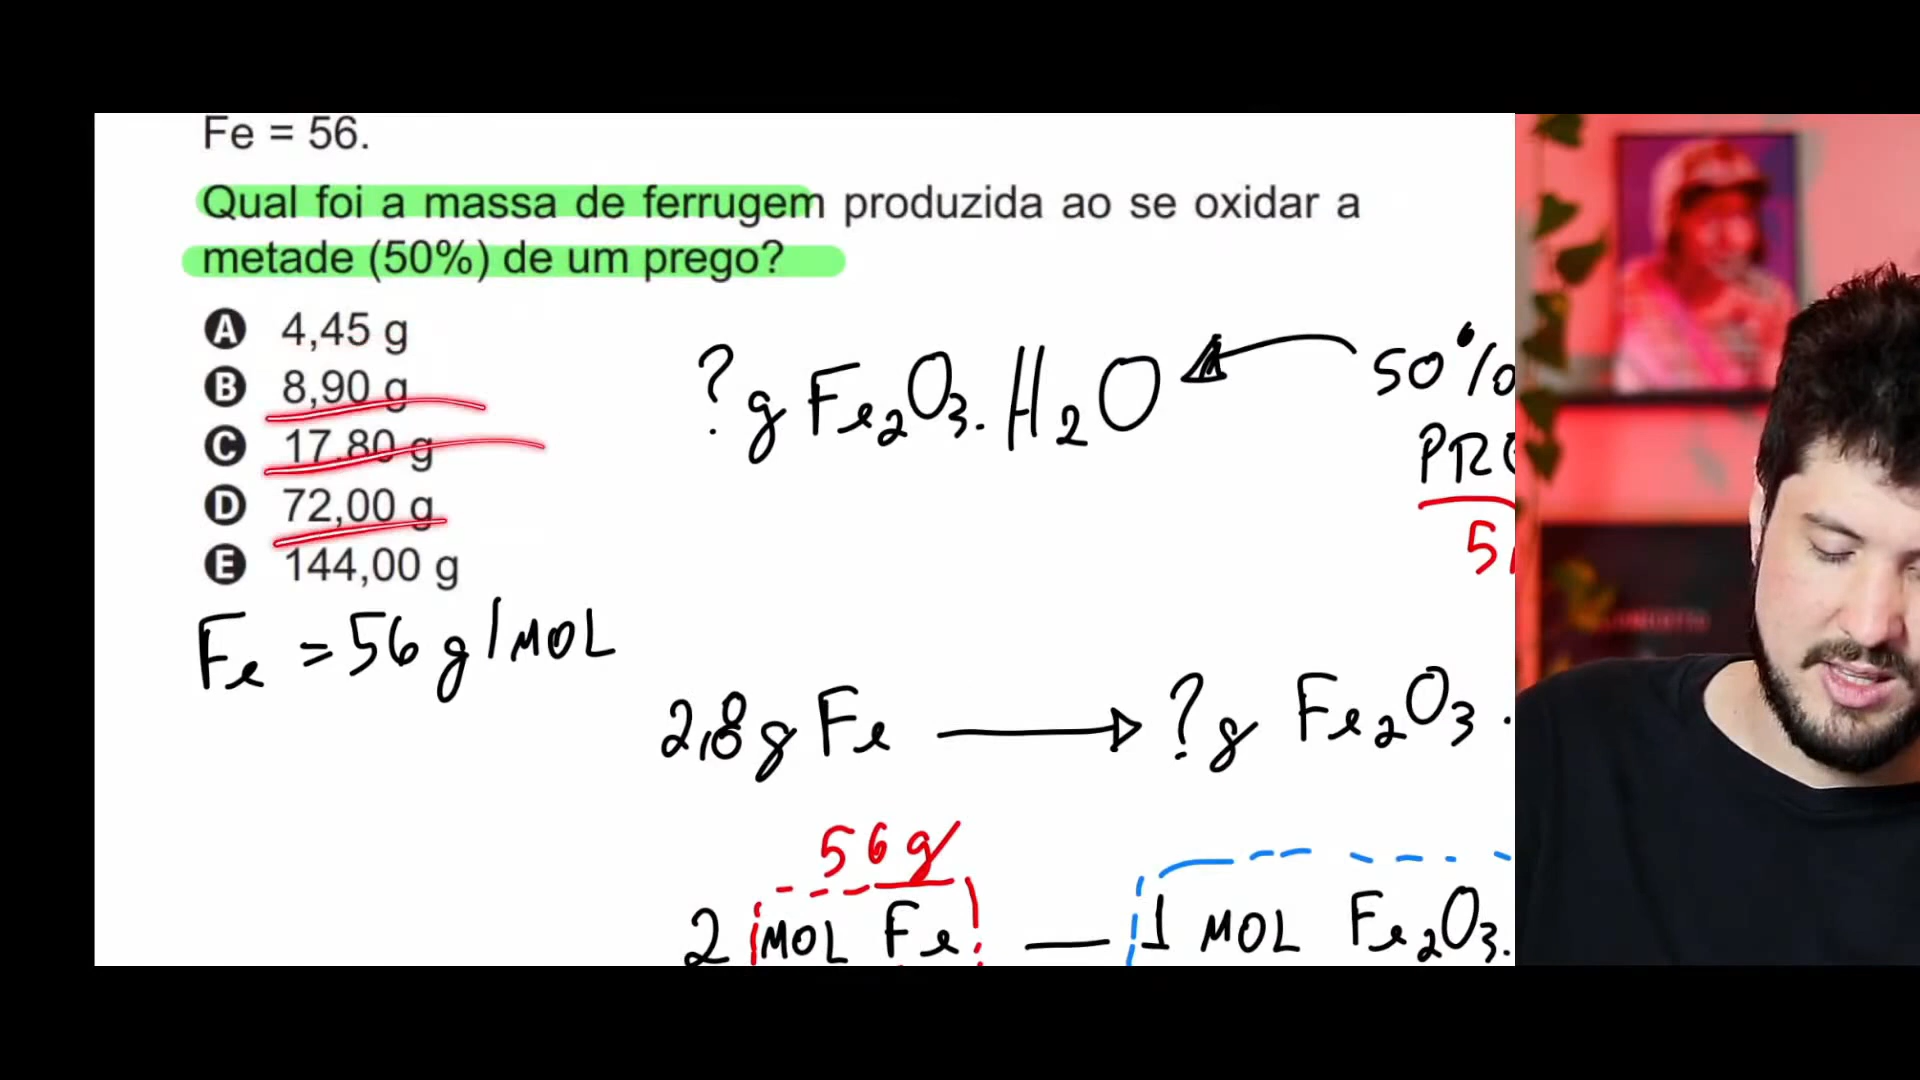 Fe = 56.
Qual foi a massa de ferrugem produzida ao se oxidar a
metade (50%) de um prego?
A 4,45 g
B 8,90 g
C 17,80 g
D 72,00 g
E 144,00 g
? g Fe2O3.H2O
50%
Fe = 56 g/MOL
2,8 g Fe → ? g Fe2O3.
56 g
2 MOL Fe — 1 MOL Fe2O3.